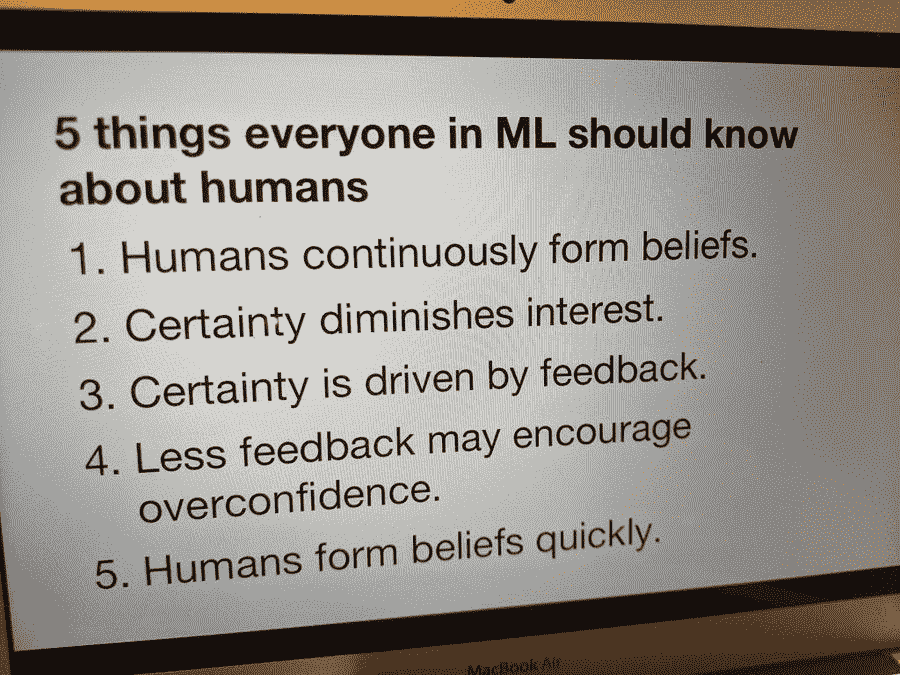 5 things everyone in ML should know
about humans
1. Humans continuously form beliefs.
2. Certainty diminishes interest.
3. Certainty is driven by feedback.
4. Less feedback may encourage
overconfidence.
5. Humans form beliefs quickly.
MacBook Air